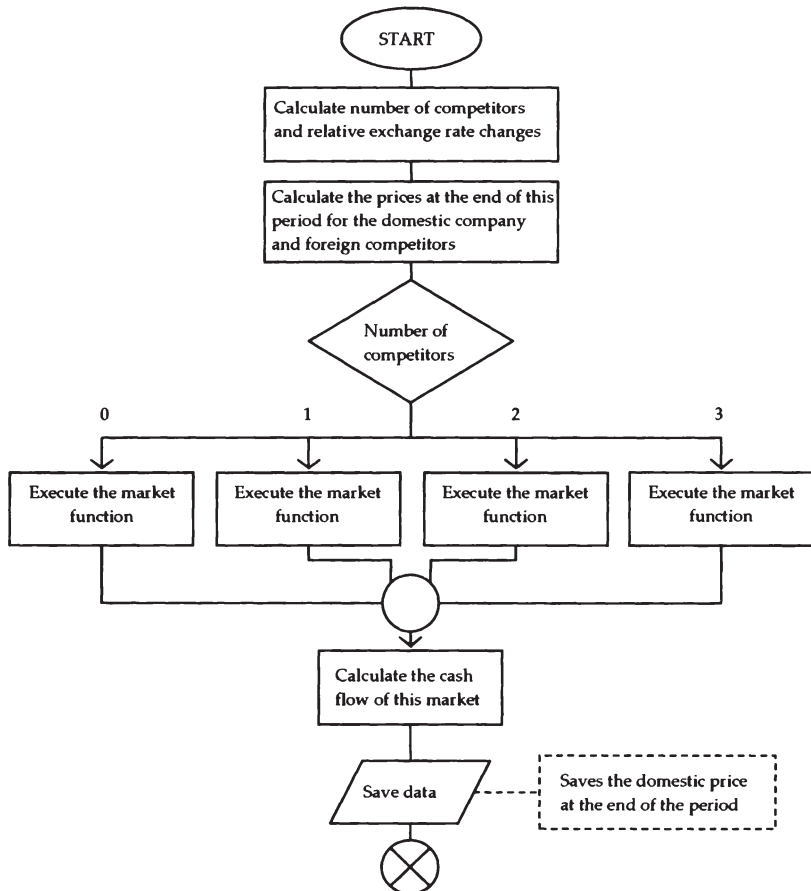 START
Calculate number of competitors
and relative exchange rate changes
Calculate the prices at the end of this
period for the domestic company
and foreign competitors
Number of
competitors
0
1
2
3
Execute the market
function
Execute the market
function
Execute the market
function
Execute the market
function
Calculate the cash
flow of this market
Save data
Saves the domestic price
at the end of the period